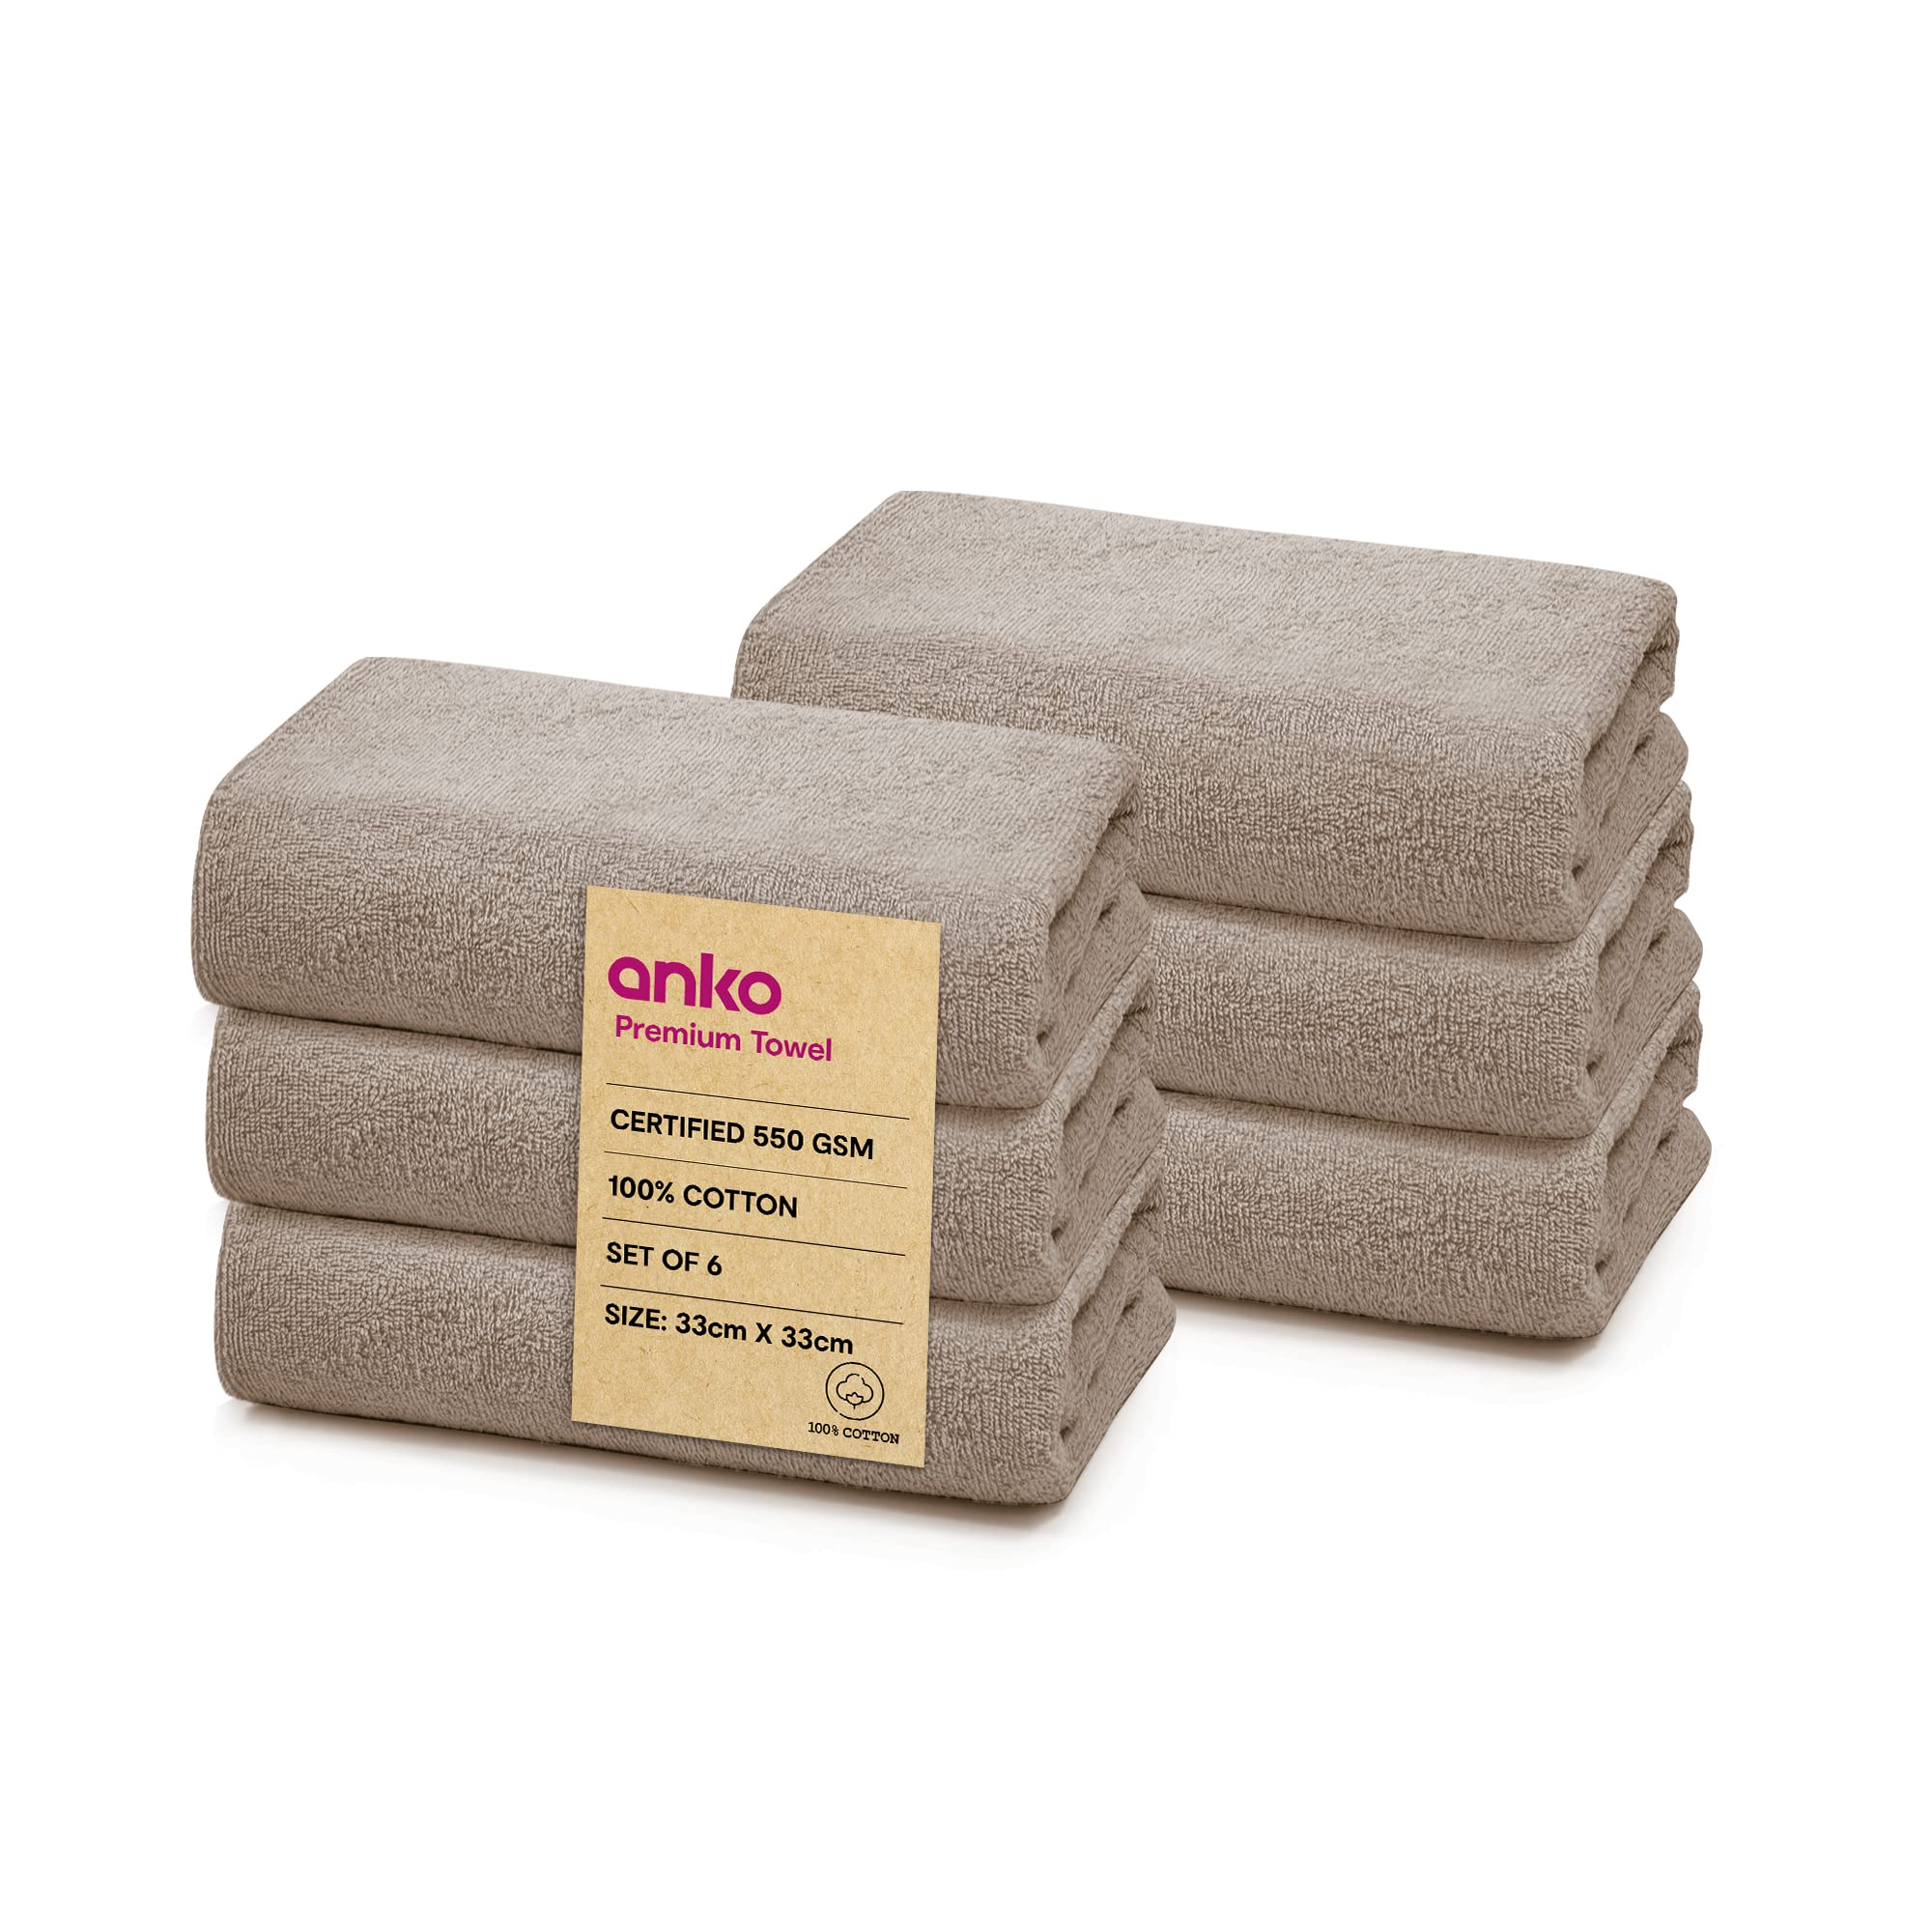 anko
Premium Towel
CERTIFIED 550 GSM
100% COTTON
SET OF 6
SIZE: 33cm X 33cm
100% COTTON